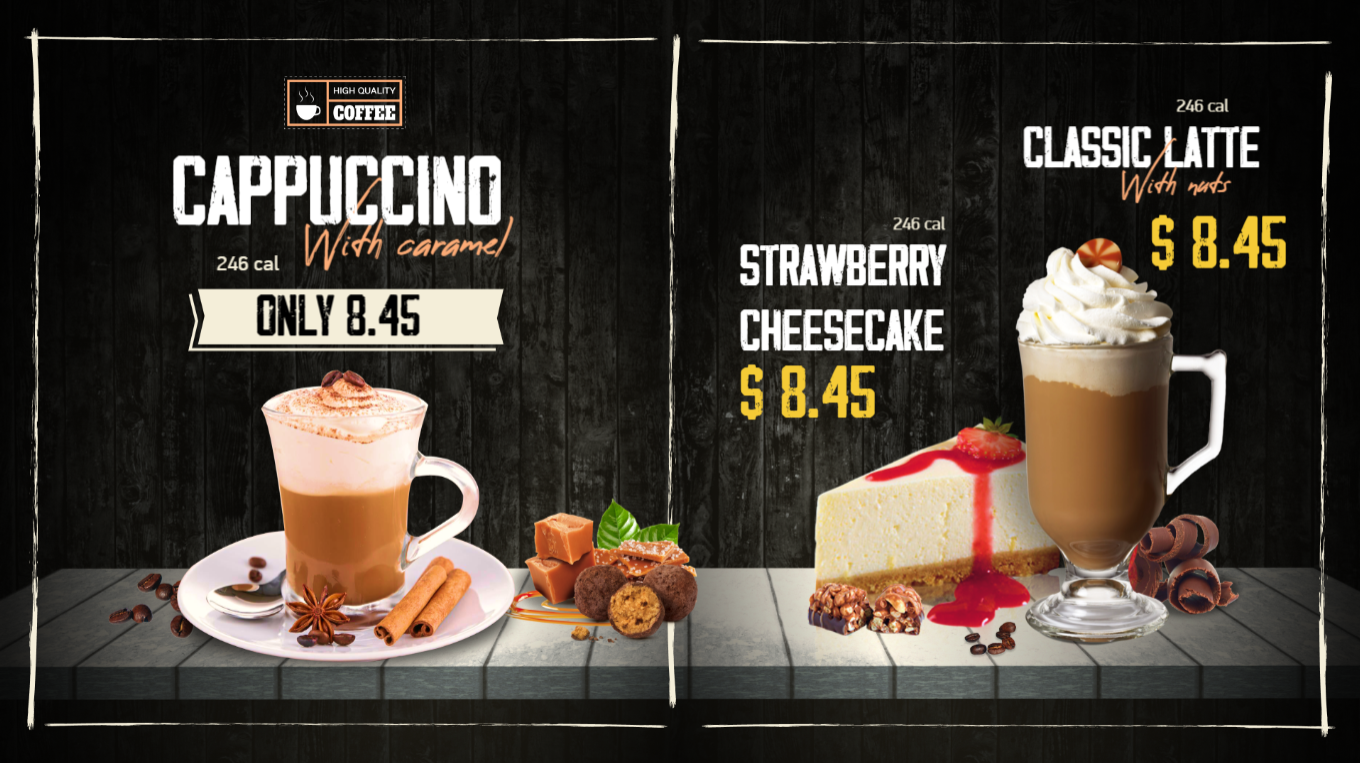 HIGH QUALITY
COFFEE
CAPPUCCINO
With caramel
246 cal
ONLY 8.45
246 cal
STRAWBERRY
CHEESECAKE
$ 8.45
246 cal
CLASSIC LATTE
With nuts
$ 8.45